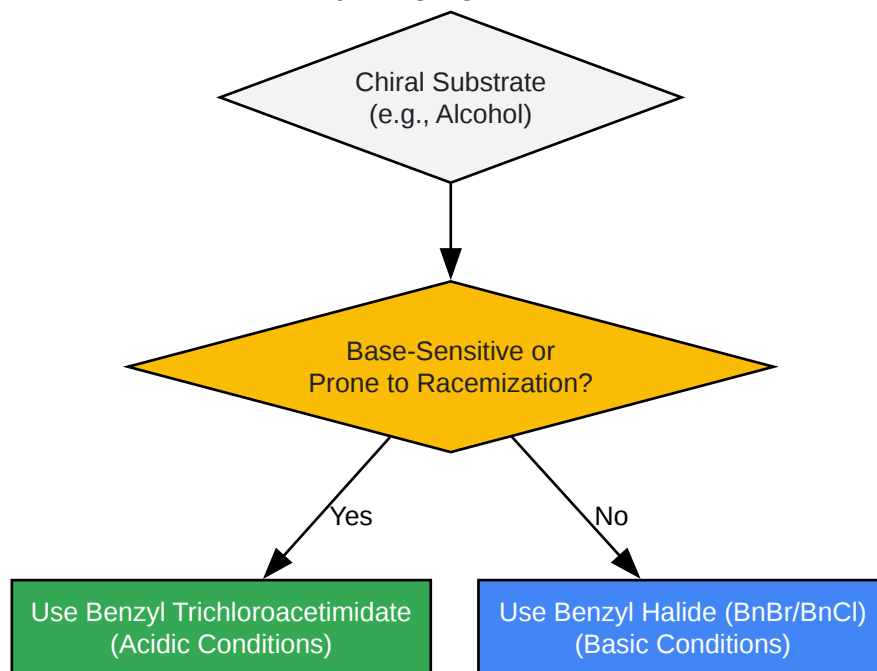 Chiral Substrate
(e.g., Alcohol)
Base-Sensitive or
Prone to Racemization?
Yes
No
Use Benzyl Trichloroacetimidate
(Acidic Conditions)
Use Benzyl Halide (BnBr/BnCl)
(Basic Conditions)